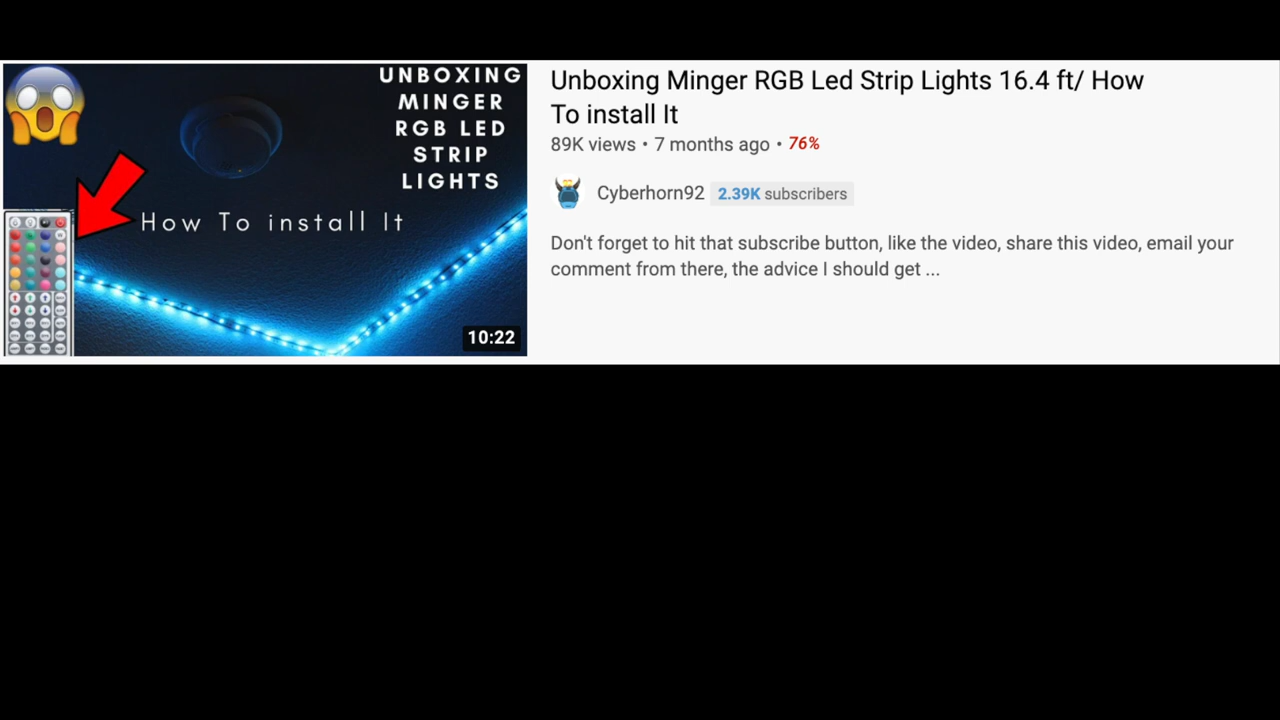 UNBOXING
MINGER
RGB LED
STRIP
LIGHTS
How To install It
10:22
Unboxing Minger RGB Led Strip Lights 16.4 ft/ How
To install It
89K views • 7 months ago • 76%
Cyberhorn92 2.39K subscribers
Don't forget to hit that subscribe button, like the video, share this video, email your
comment from there, the advice I should get ...